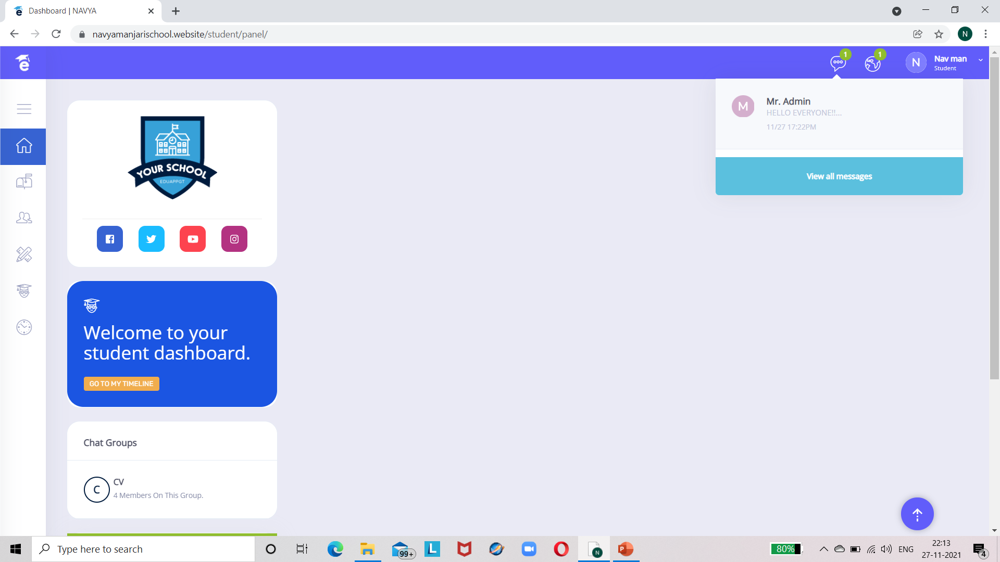 Dashboard | NAVYA
navyamanjarischool.website/student/panel/
N
e
1
1
N
Nav man
Student
M
Mr. Admin
HELLO EVERYONE!!...
11/27 17:22PM
View all messages
YOUR SCHOOL
EDUAPPGT
Welcome to your
student dashboard.
GO TO MY TIMELINE
Chat Groups
C
CV
4 Members On This Group.
Type here to search
99+
L
N
P
80%
ENG
22:13
27-11-2021
4